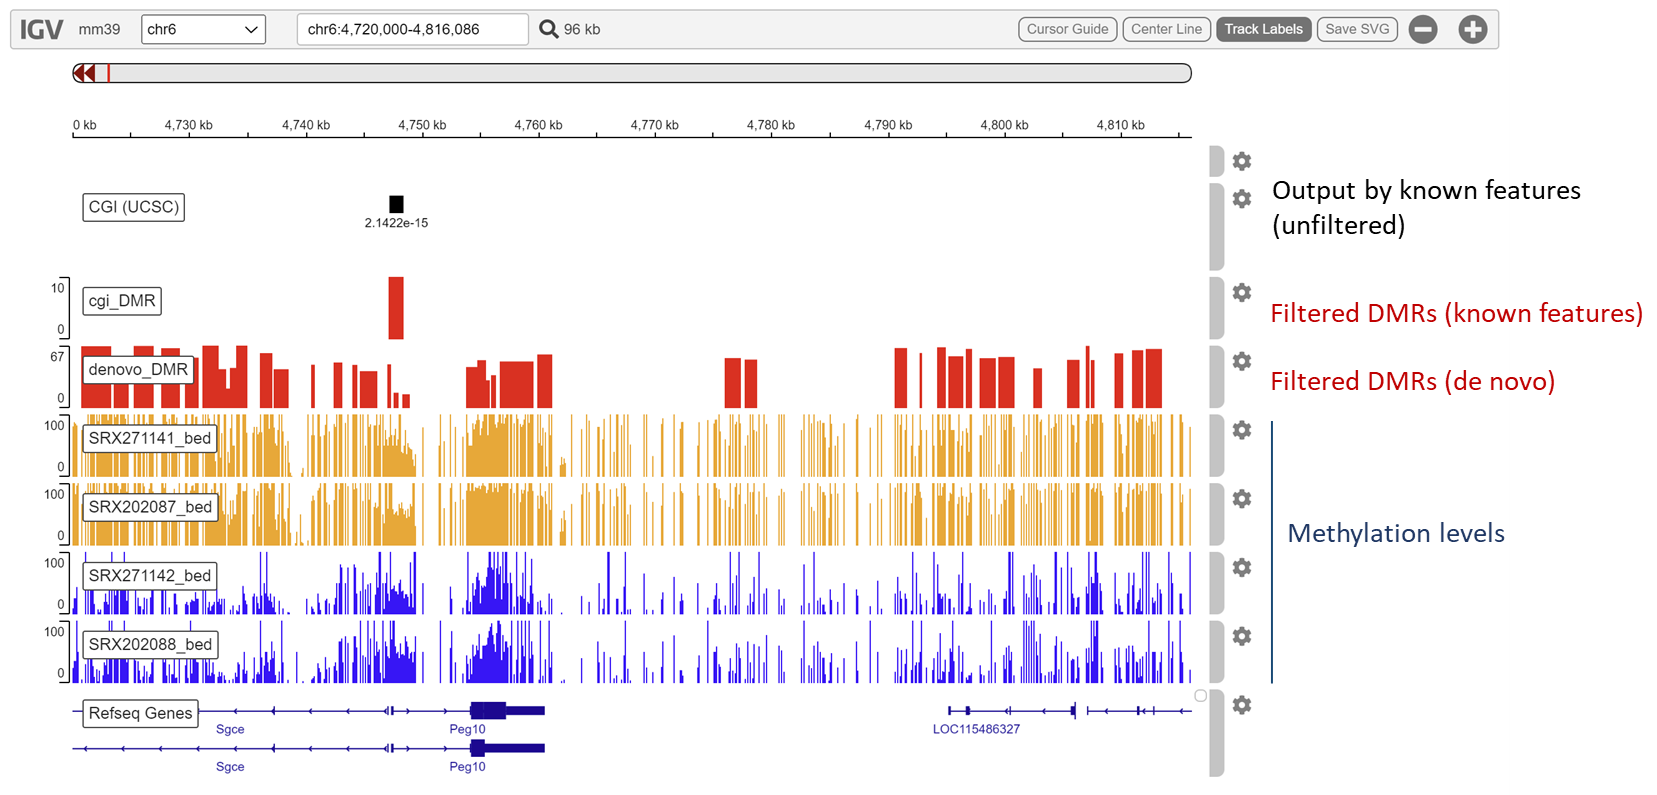 IGV mm39 chr6 chr6:4,720,000-4,816,086 96 kb Cursor Guide Center Line Track Labels Save SVG
0 kb 4,730 kb 4,740 kb 4,750 kb 4,760 kb 4,770 kb 4,780 kb 4,790 kb 4,800 kb 4,810 kb
Output by known features
(unfiltered)
CGI (UCSC)
2.1422e-15
10
cgi_DMR
0
Filtered DMRs (known features)
67
denovo_DMR
0
Filtered DMRs (de novo)
100
SRX271141_bed
0
100
SRX202087_bed
0
Methylation levels
100
SRX271142_bed
0
100
SRX202088_bed
0
Refseq Genes
Sgce Peg10 LOC115486327
Sgce Peg10